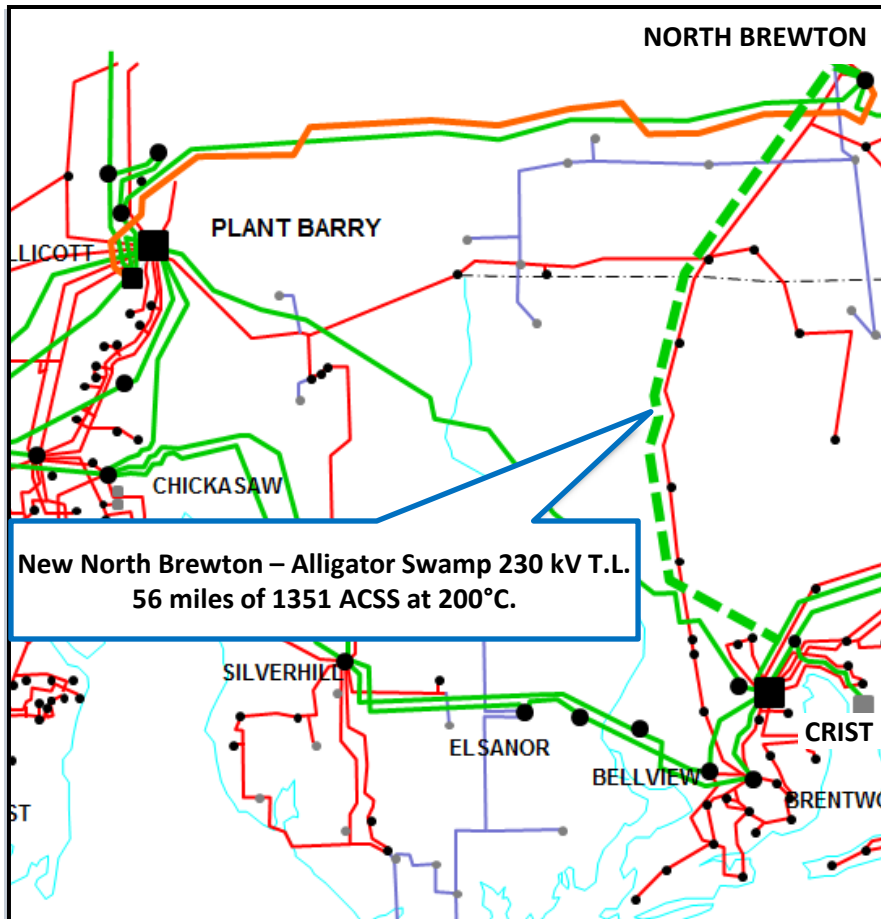 NORTH BREWTON
PLANT BARRY
LLICOTT
CHICKASAW
New North Brewton – Alligator Swamp 230 kV T.L.
56 miles of 1351 ACSS at 200°C.
SILVERHILL
ELSANOR
CRIST
BELLVIEW
BRENTWO
ST